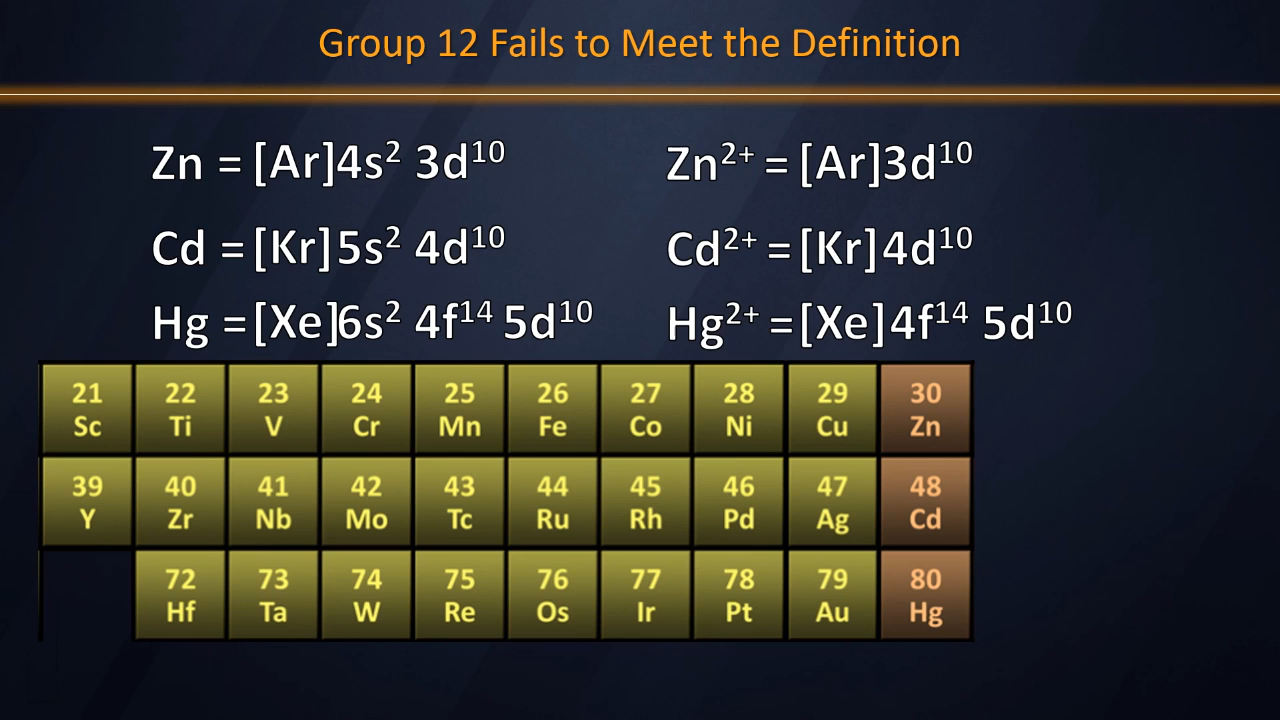 Group 12 Fails to Meet the Definition
Zn = [Ar]4s² 3d¹⁰ Zn²⁺ = [Ar]3d¹⁰
Cd = [Kr]5s² 4d¹⁰ Cd²⁺ = [Kr]4d¹⁰
Hg = [Xe]6s² 4f¹⁴ 5d¹⁰ Hg²⁺ = [Xe]4f¹⁴ 5d¹⁰
21 22 23 24 25 26 27 28 29 30
Sc Ti V Cr Mn Fe Co Ni Cu Zn
39 40 41 42 43 44 45 46 47 48
Y Zr Nb Mo Tc Ru Rh Pd Ag Cd
72 73 74 75 76 77 78 79 80
Hf Ta W Re Os Ir Pt Au Hg